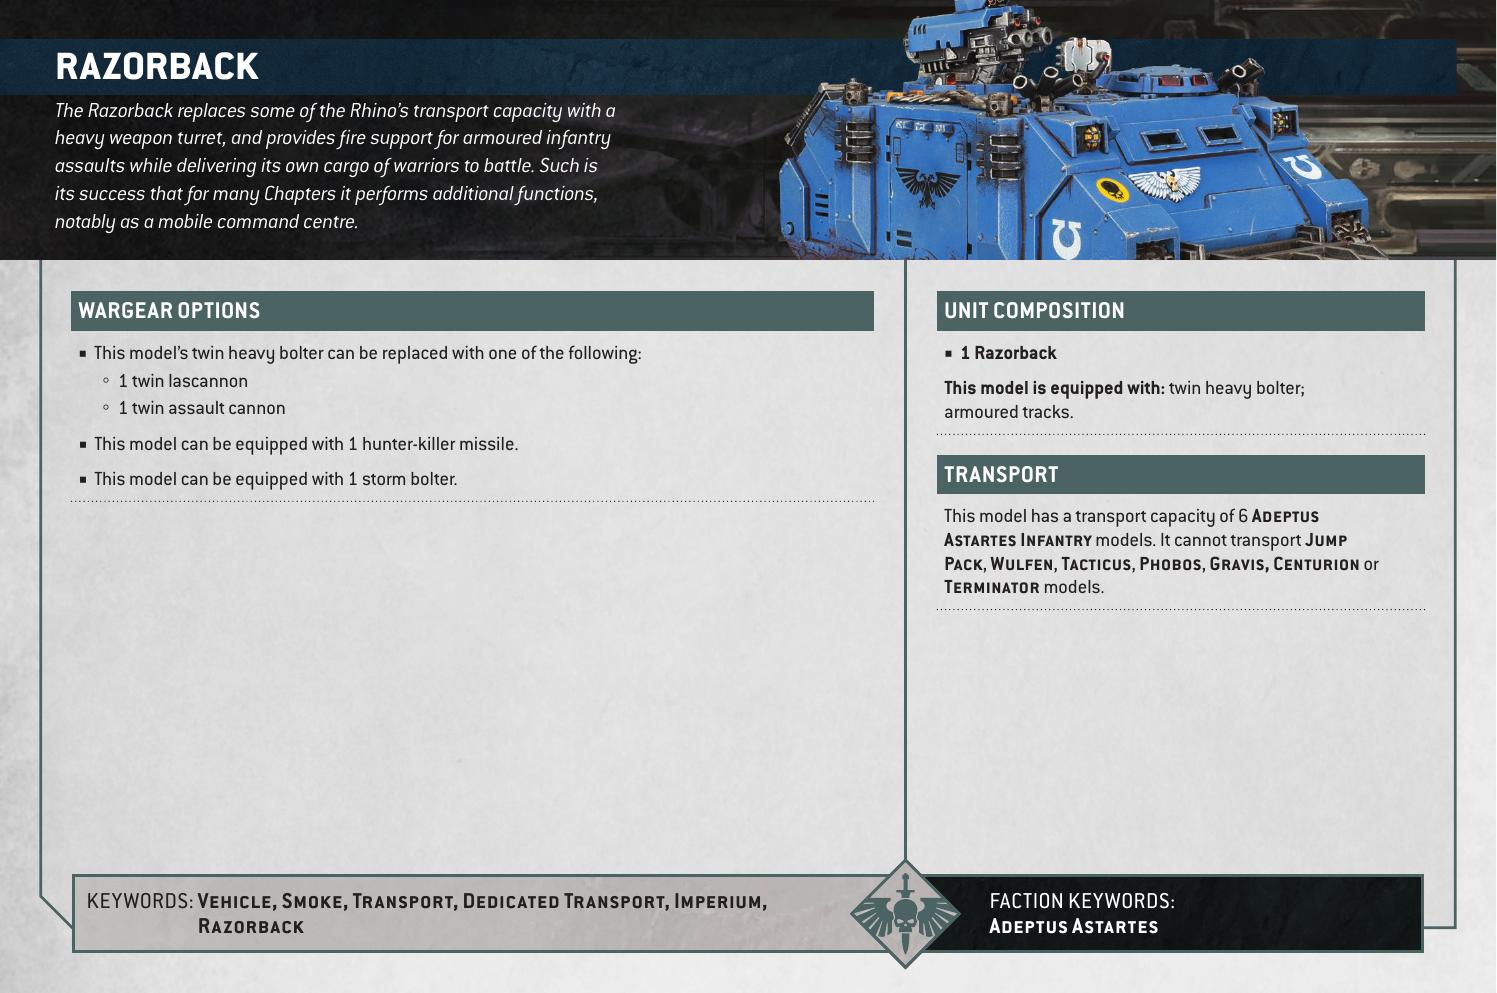 RAZORBACK
The Razorback replaces some of the Rhino’s transport capacity with a
heavy weapon turret, and provides fire support for armoured infantry
assaults while delivering its own cargo of warriors to battle. Such is
its success that for many Chapters it performs additional functions,
notably as a mobile command centre.
WARGEAR OPTIONS
■ This model’s twin heavy bolter can be replaced with one of the following:
◦ 1 twin lascannon
◦ 1 twin assault cannon
■ This model can be equipped with 1 hunter-killer missile.
■ This model can be equipped with 1 storm bolter.
UNIT COMPOSITION
■ 1 Razorback
This model is equipped with: twin heavy bolter;
armoured tracks.
TRANSPORT
This model has a transport capacity of 6 ADEPTUS
ASTARTES INFANTRY models. It cannot transport JUMP
PACK, WULFEN, TACTICUS, PHOBOS, GRAVIS, CENTURION or
TERMINATOR models.
KEYWORDS: VEHICLE, SMOKE, TRANSPORT, DEDICATED TRANSPORT, IMPERIUM,
RAZORBACK
FACTION KEYWORDS:
ADEPTUS ASTARTES